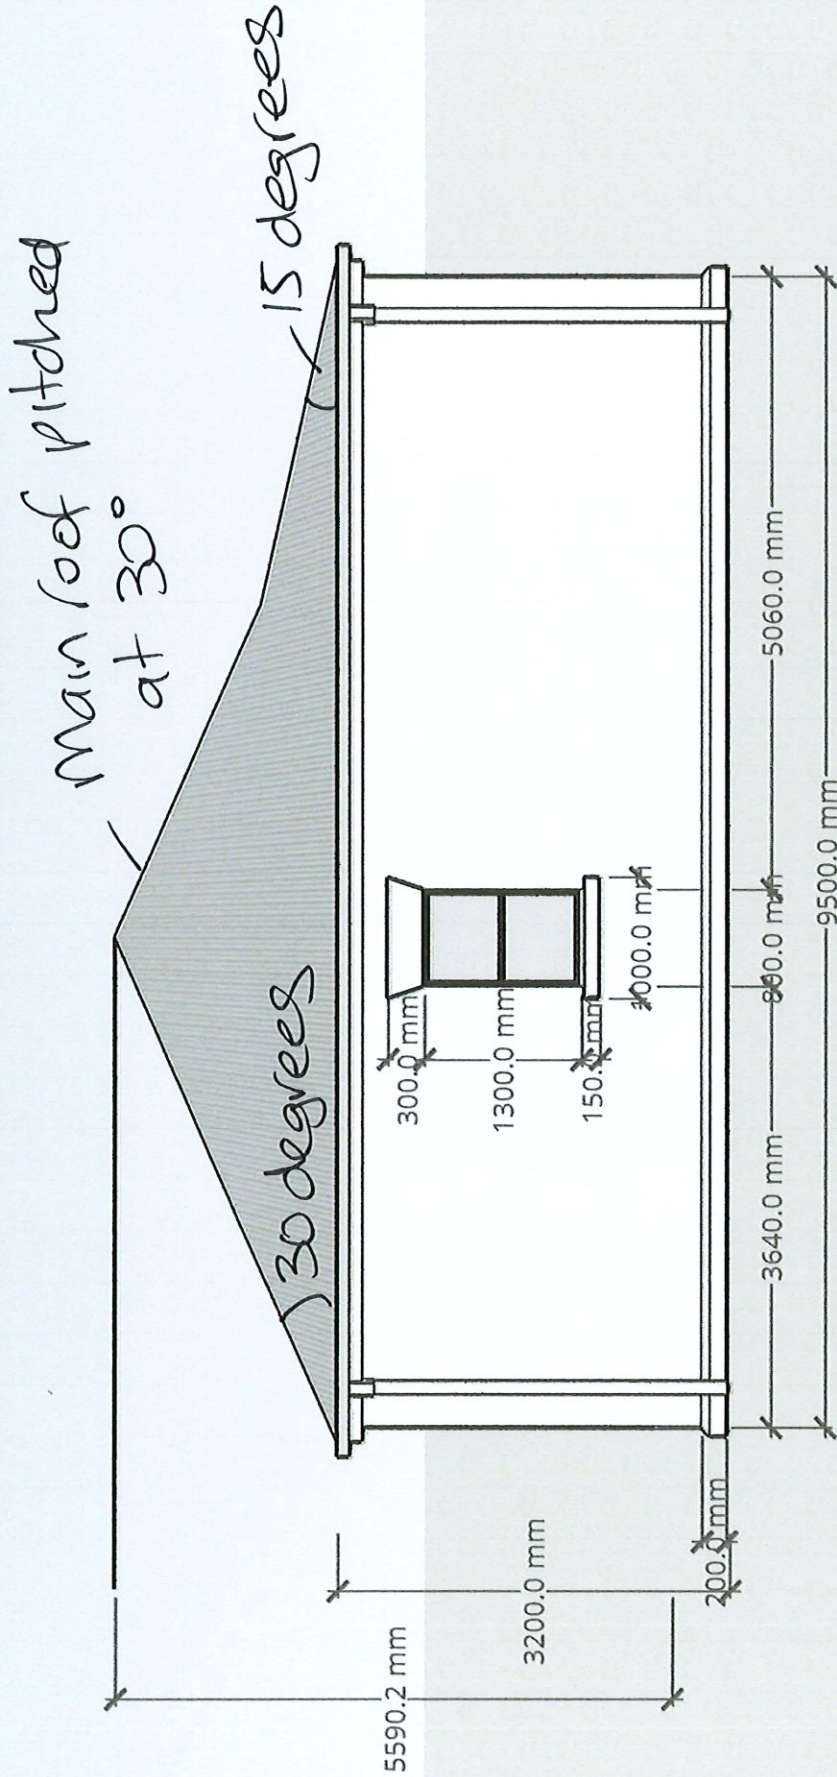 main roof pitched
at 30°
15 degrees
30 degrees
300.0 mm
1300.0 mm
150.0 mm
1000.0 mm
5590.2 mm
3200.0 mm
200.0 mm
3640.0 mm
800.0 mm
5060.0 mm
9500.0 mm